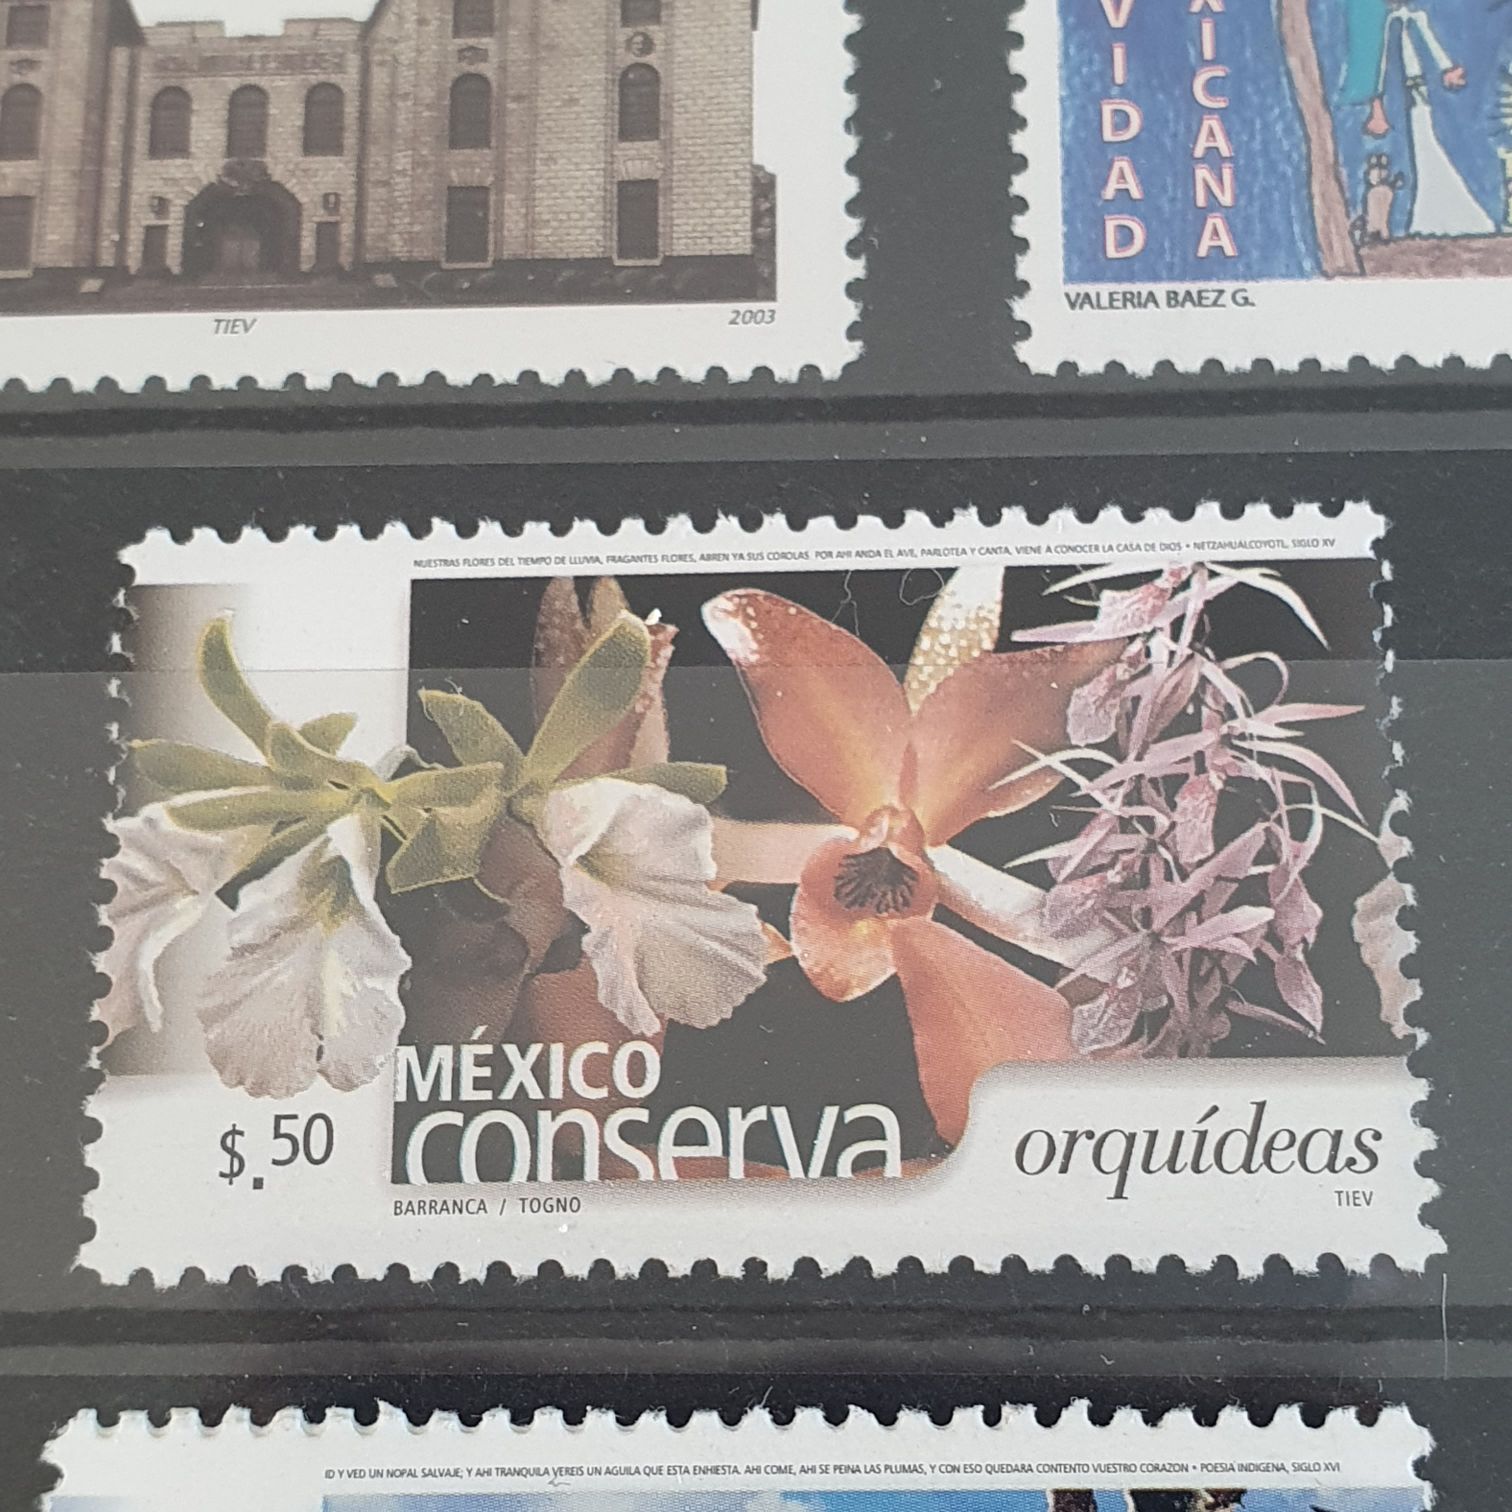 TIEV
2003
VIDAD
XICANA
VALERIA BAEZ G.
NUESTRAS FLORES DEL TIEMPO DE LLUVIA, FRAGANTES FLORES, ABREN YA SUS COROLAS. POR AHI ANDA EL AVE, PARLOTEA Y CANTA, VIENE A CONOCER LA CASA DE DIOS • NETZAHUALCOYOTL, SIGLO XV
MÉXICO
conserva
$.50
orquídeas
BARRANCA / TOGNO
TIEV
ID Y VED UN NOPAL SALVAJE; Y AHI TRANQUILA VEREIS UN AGUILA QUE ESTA ENHIESTA. AHI COME, AHI SE PEINA LAS PLUMAS, Y CON ESO QUEDARA CONTENTO VUESTRO CORAZON • POESIA INDIGENA, SIGLO XVI